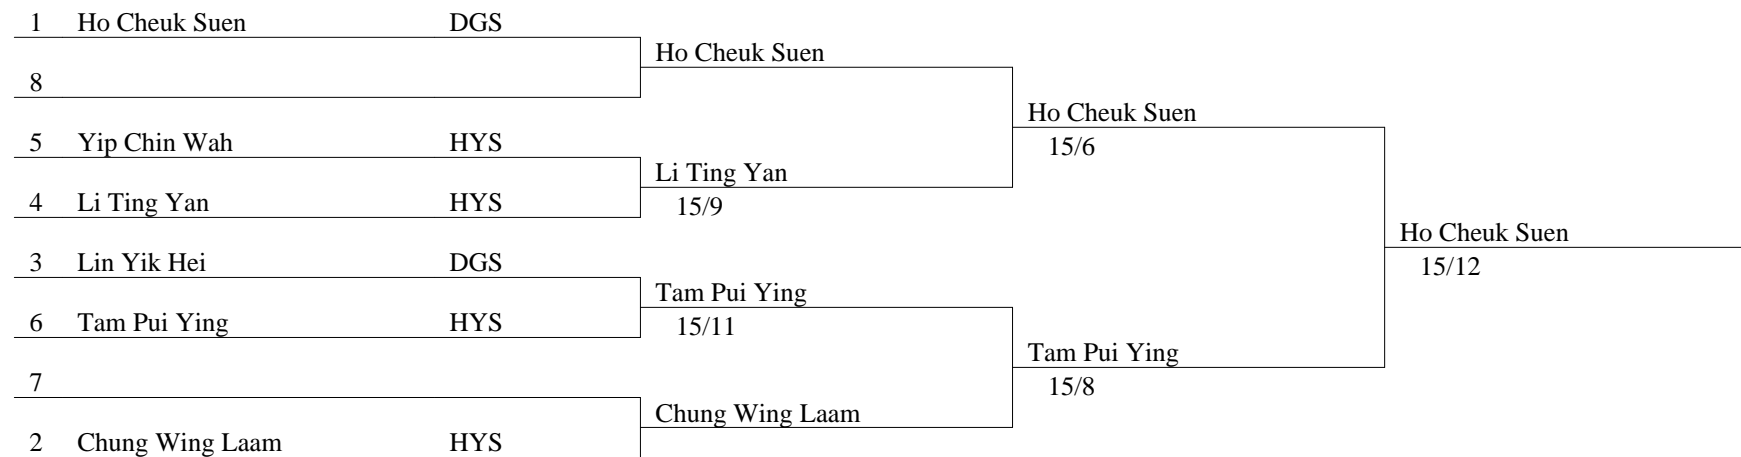 1 Ho Cheuk Suen DGS
Ho Cheuk Suen
8
Ho Cheuk Suen
15/6
5 Yip Chin Wah HYS
Li Ting Yan
15/9
4 Li Ting Yan HYS
Ho Cheuk Suen
15/12
3 Lin Yik Hei DGS
Tam Pui Ying
15/11
6 Tam Pui Ying HYS
Tam Pui Ying
15/8
7
Chung Wing Laam
2 Chung Wing Laam HYS